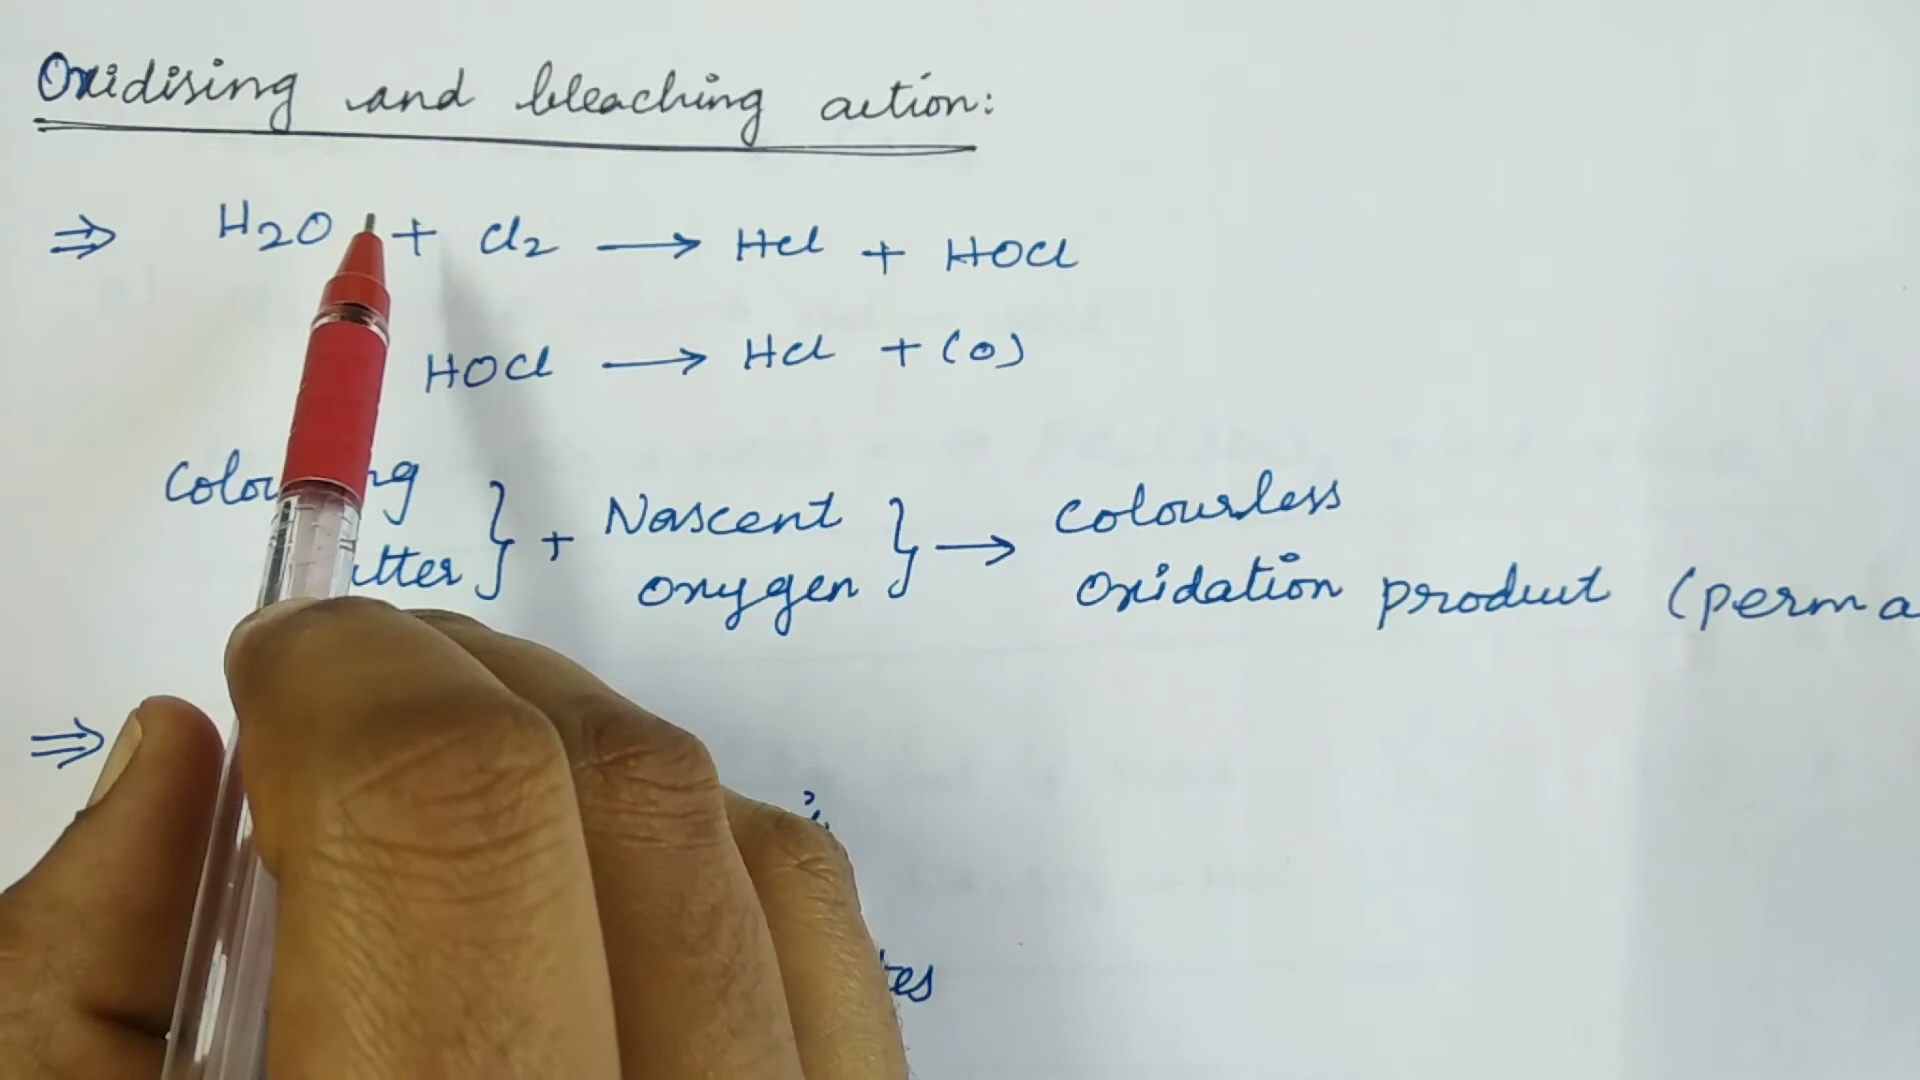 Oxidising and bleaching action:
⇒ H2O + Cl2 → HCl + HOCl
HOCl → HCl + (O)
} + Nascent } → Colourless
oxygen oxidation product (perma
⇒